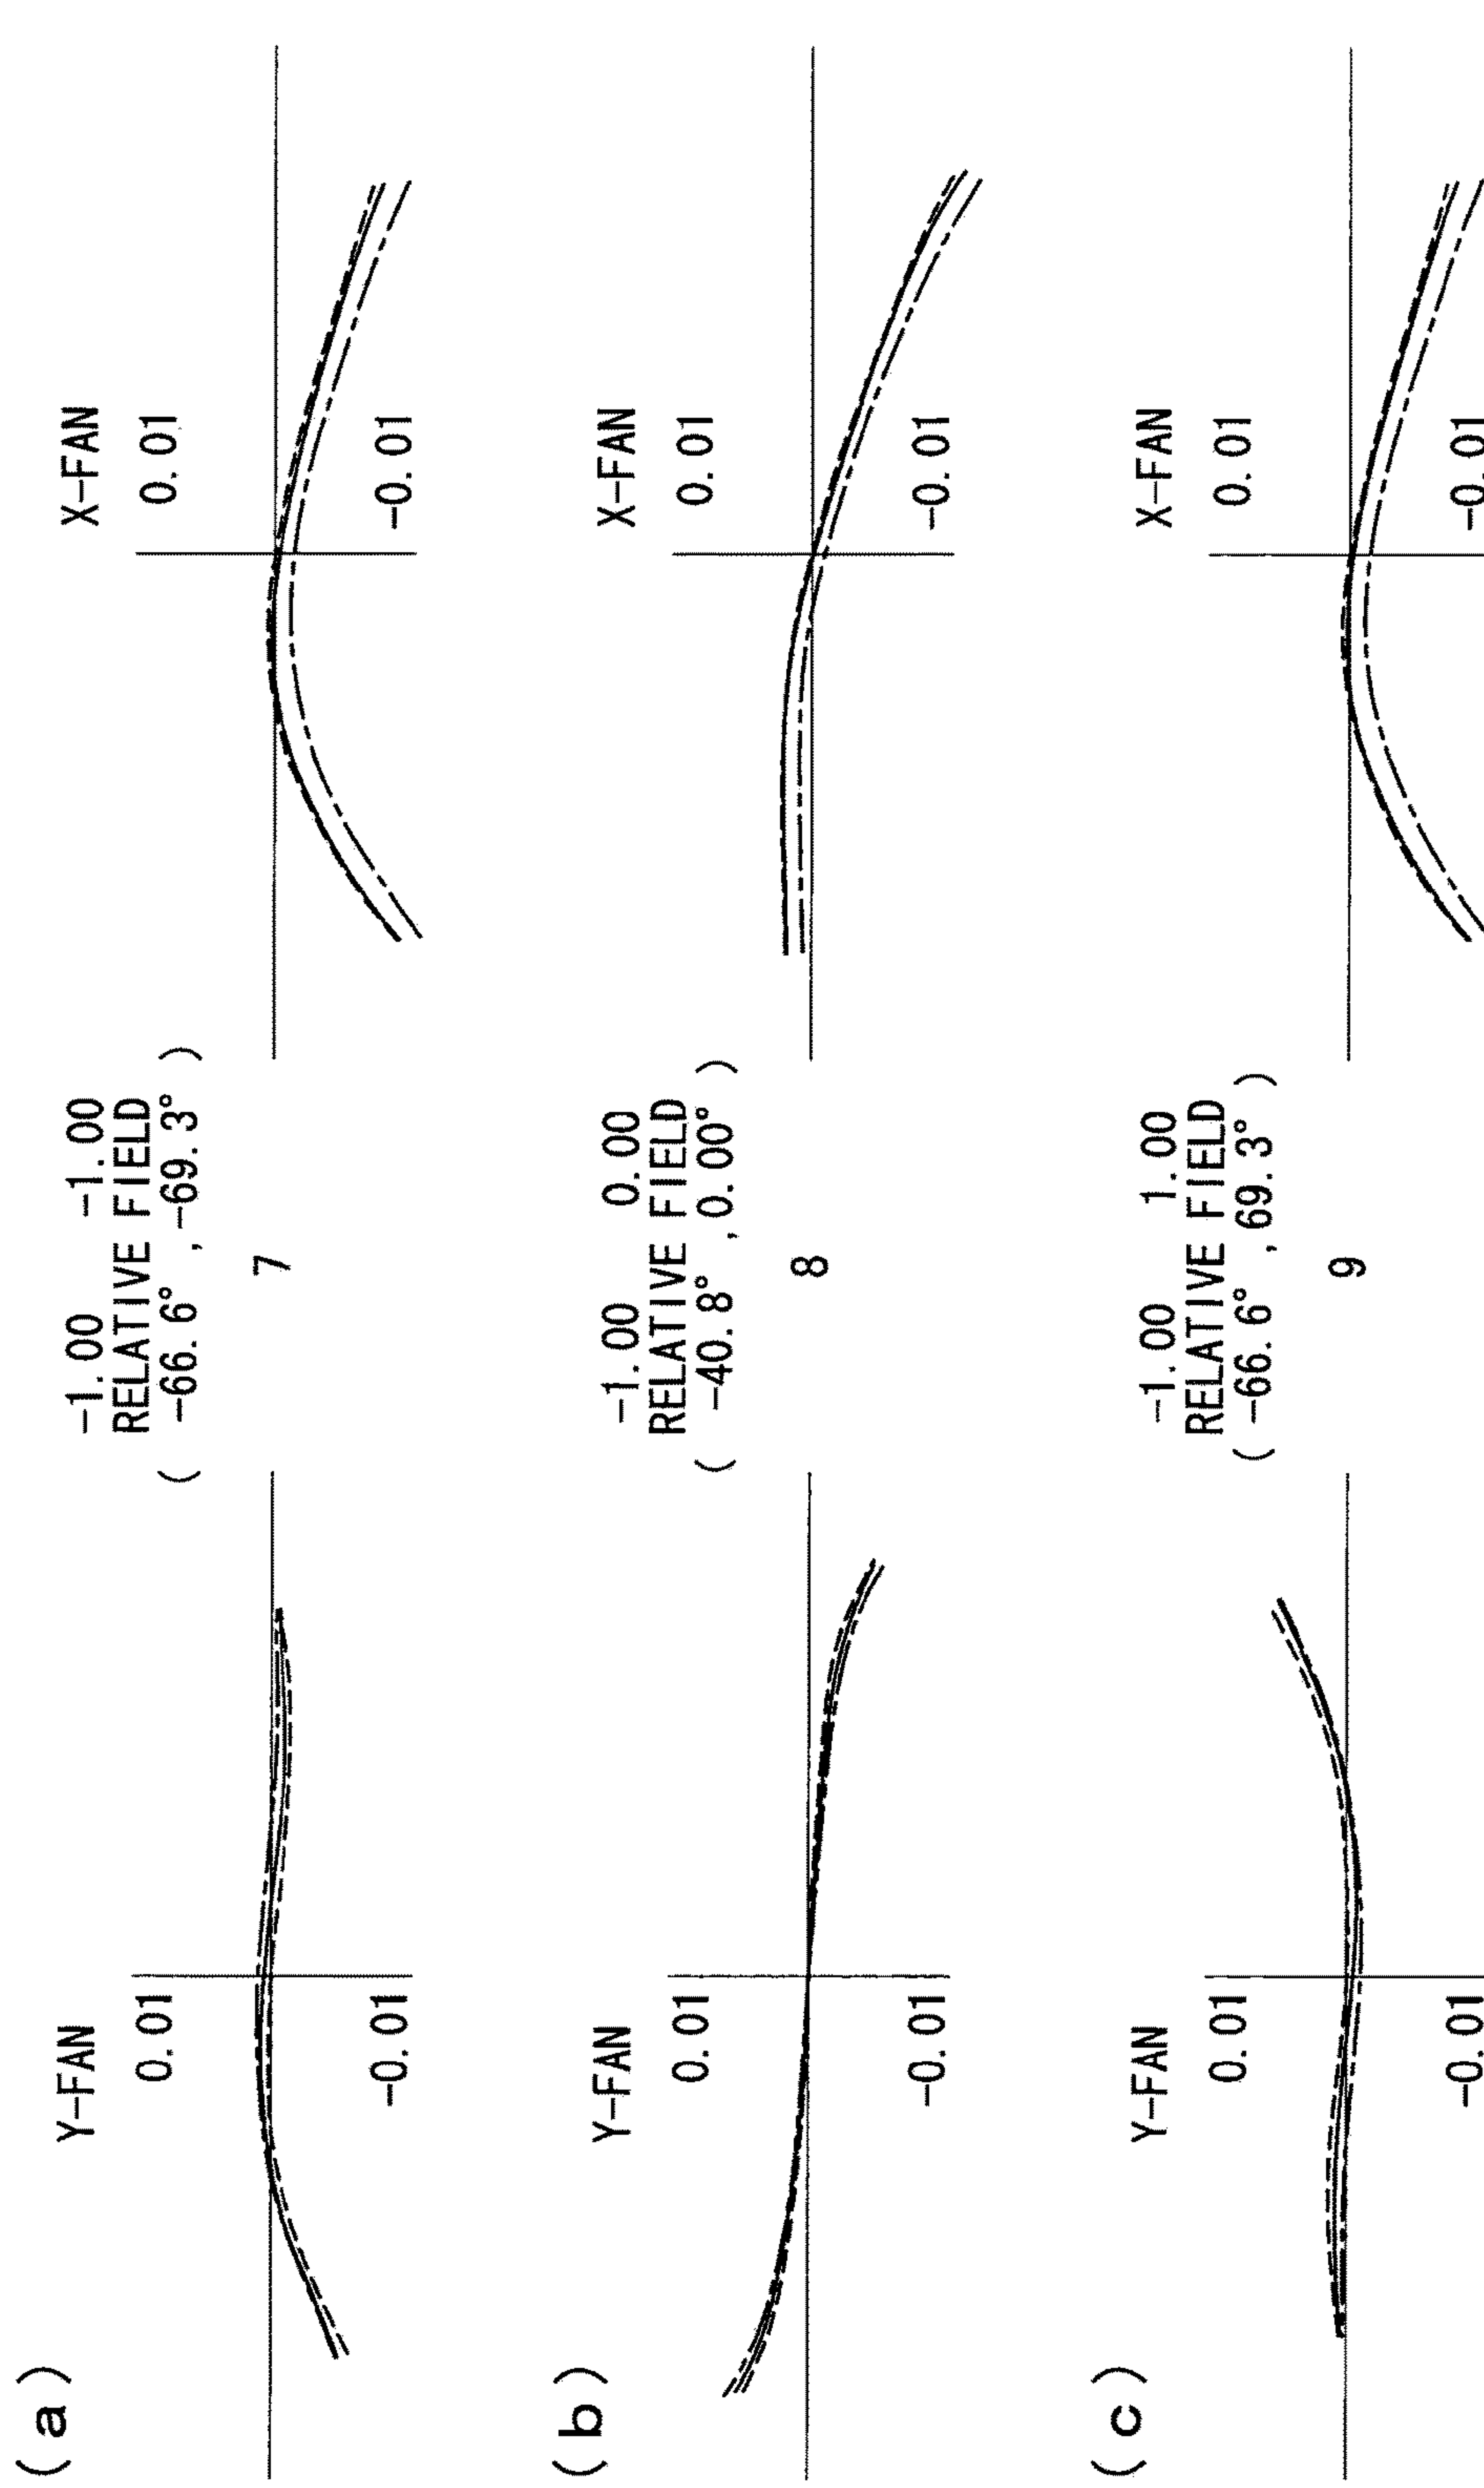 (a)
Y-FAN
0.01
-0.01
-1.00 -1.00
RELATIVE FIELD
( -66.6° ,-69.3° )
7
X-FAN
0.01
-0.01
(b)
Y-FAN
0.01
-0.01
-1.00 0.00
RELATIVE FIELD
( -40.8° ,0.00° )
8
X-FAN
0.01
-0.01
(c)
Y-FAN
0.01
-0.01
-1.00 1.00
RELATIVE FIELD
( -66.6° ,69.3° )
9
X-FAN
0.01
-0.01